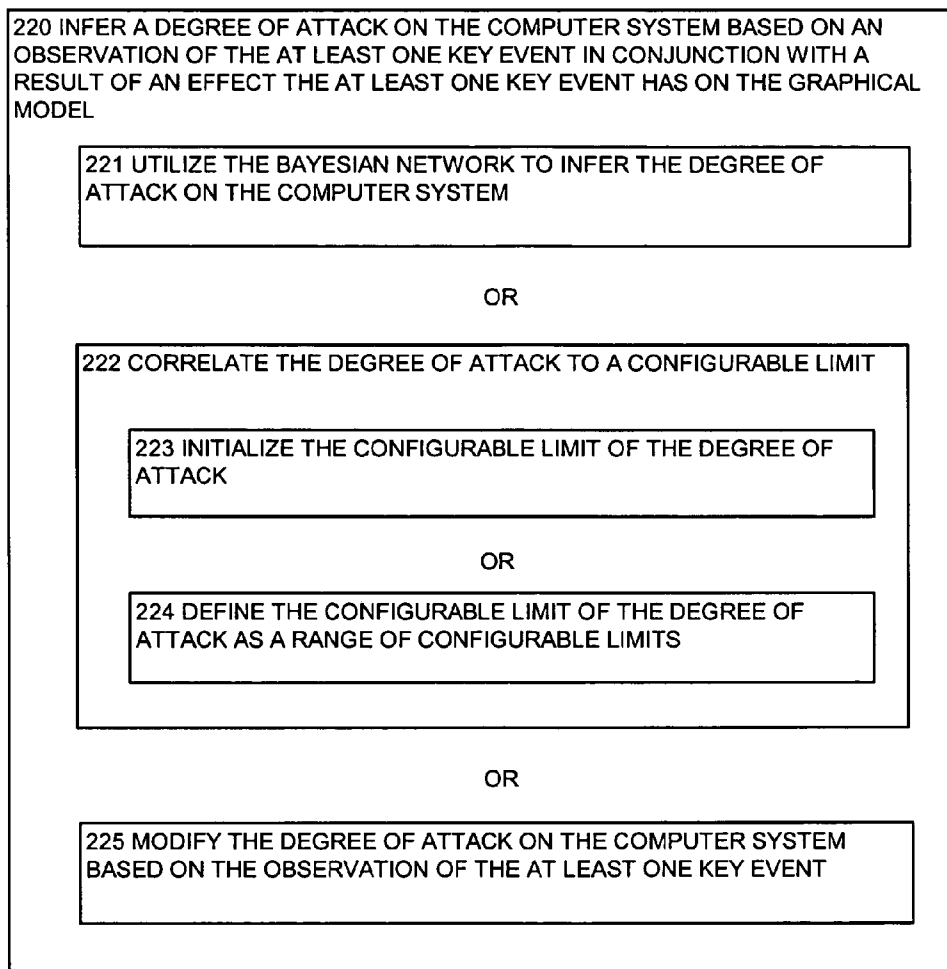 220 INFER A DEGREE OF ATTACK ON THE COMPUTER SYSTEM BASED ON AN
OBSERVATION OF THE AT LEAST ONE KEY EVENT IN CONJUNCTION WITH A
RESULT OF AN EFFECT THE AT LEAST ONE KEY EVENT HAS ON THE GRAPHICAL
MODEL
221 UTILIZE THE BAYESIAN NETWORK TO INFER THE DEGREE OF
ATTACK ON THE COMPUTER SYSTEM
OR
222 CORRELATE THE DEGREE OF ATTACK TO A CONFIGURABLE LIMIT
223 INITIALIZE THE CONFIGURABLE LIMIT OF THE DEGREE OF
ATTACK
OR
224 DEFINE THE CONFIGURABLE LIMIT OF THE DEGREE OF
ATTACK AS A RANGE OF CONFIGURABLE LIMITS
OR
225 MODIFY THE DEGREE OF ATTACK ON THE COMPUTER SYSTEM
BASED ON THE OBSERVATION OF THE AT LEAST ONE KEY EVENT